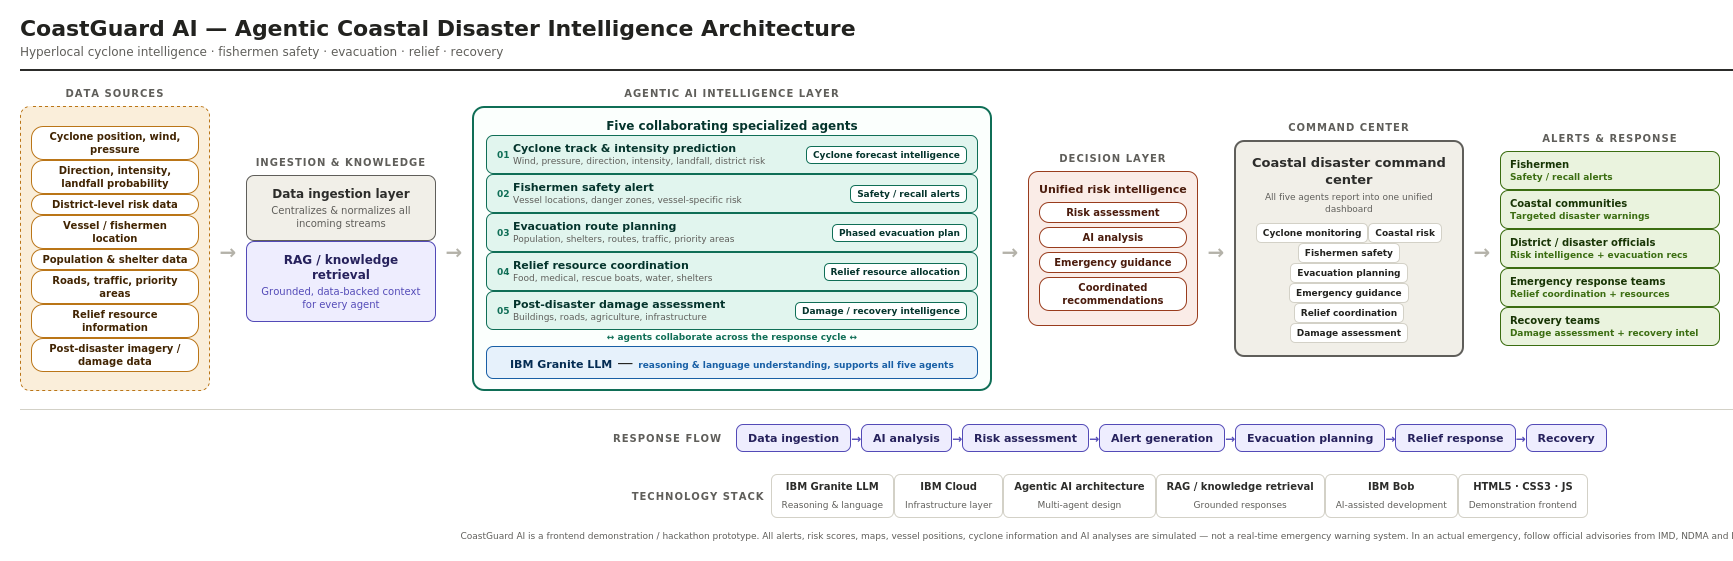 CoastGuard AI — Agentic Coastal Disaster Intelligence Architecture
Hyperlocal cyclone intelligence · fishermen safety · evacuation · relief · recovery
DATA SOURCES
Cyclone position, wind,
pressure
Direction, intensity,
landfall probability
District-level risk data
Vessel / fishermen
location
Population & shelter data
Roads, traffic, priority
areas
Relief resource
information
Post-disaster imagery /
damage data
→
INGESTION & KNOWLEDGE
Data ingestion layer
Centralizes & normalizes all
incoming streams
RAG / knowledge
retrieval
Grounded, data-backed context
for every agent
→
AGENTIC AI INTELLIGENCE LAYER
Five collaborating specialized agents
01 Cyclone track & intensity prediction
Wind, pressure, direction, intensity, landfall, district risk
Cyclone forecast intelligence
02 Fishermen safety alert
Vessel locations, danger zones, vessel-specific risk
Safety / recall alerts
03 Evacuation route planning
Population, shelters, routes, traffic, priority areas
Phased evacuation plan
04 Relief resource coordination
Food, medical, rescue boats, water, shelters
Relief resource allocation
05 Post-disaster damage assessment
Buildings, roads, agriculture, infrastructure
Damage / recovery intelligence
↔ agents collaborate across the response cycle ↔
IBM Granite LLM — reasoning & language understanding, supports all five agents
→
DECISION LAYER
Unified risk intelligence
Risk assessment
AI analysis
Emergency guidance
Coordinated
recommendations
→
COMMAND CENTER
Coastal disaster command
center
All five agents report into one unified
dashboard
Cyclone monitoring Coastal risk
Fishermen safety
Evacuation planning
Emergency guidance
Relief coordination
Damage assessment
→
ALERTS & RESPONSE
Fishermen
Safety / recall alerts
Coastal communities
Targeted disaster warnings
District / disaster officials
Risk intelligence + evacuation recs
Emergency response teams
Relief coordination + resources
Recovery teams
Damage assessment + recovery intel
RESPONSE FLOW Data ingestion → AI analysis → Risk assessment → Alert generation → Evacuation planning → Relief response → Recovery
TECHNOLOGY STACK
IBM Granite LLM
Reasoning & language
IBM Cloud
Infrastructure layer
Agentic AI architecture
Multi-agent design
RAG / knowledge retrieval
Grounded responses
IBM Bob
AI-assisted development
HTML5 · CSS3 · JS
Demonstration frontend
CoastGuard AI is a frontend demonstration / hackathon prototype. All alerts, risk scores, maps, vessel positions, cyclone information and AI analyses are simulated — not a real-time emergency warning system. In an actual emergency, follow official advisories from IMD, NDMA and